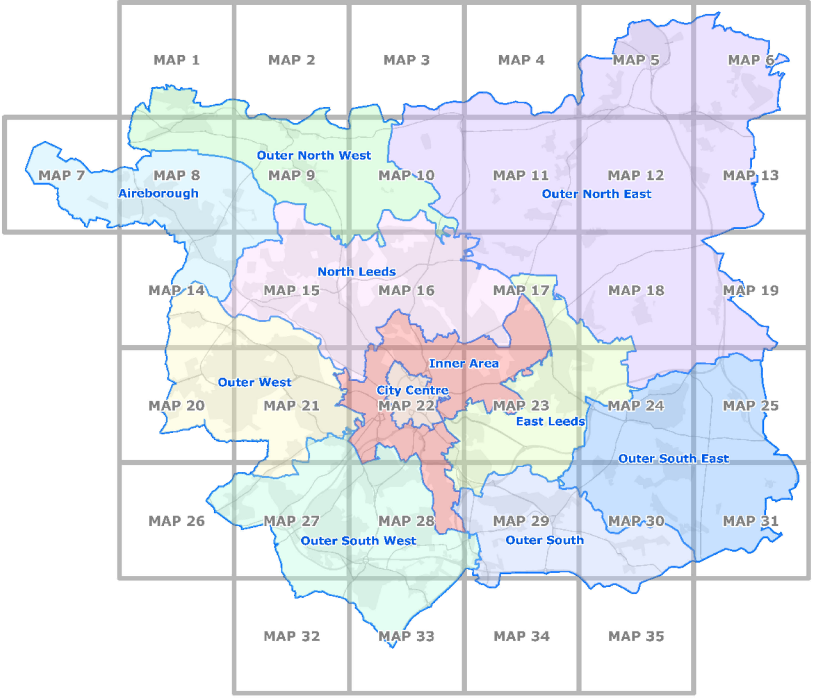 MAP 1
MAP 2
MAP 3
MAP 4
MAP 5
MAP 6
Outer North West
MAP 7
MAP 8
MAP 9
MAP 10
MAP 11
MAP 12
MAP 13
Aireborough
Outer North East
North Leeds
MAP 14
MAP 15
MAP 16
MAP 17
MAP 18
MAP 19
Inner Area
Outer West
City Centre
MAP 20
MAP 21
MAP 22
MAP 23
MAP 24
MAP 25
East Leeds
Outer South East
MAP 26
MAP 27
MAP 28
MAP 29
MAP 30
MAP 31
Outer South West
Outer South
MAP 32
MAP 33
MAP 34
MAP 35